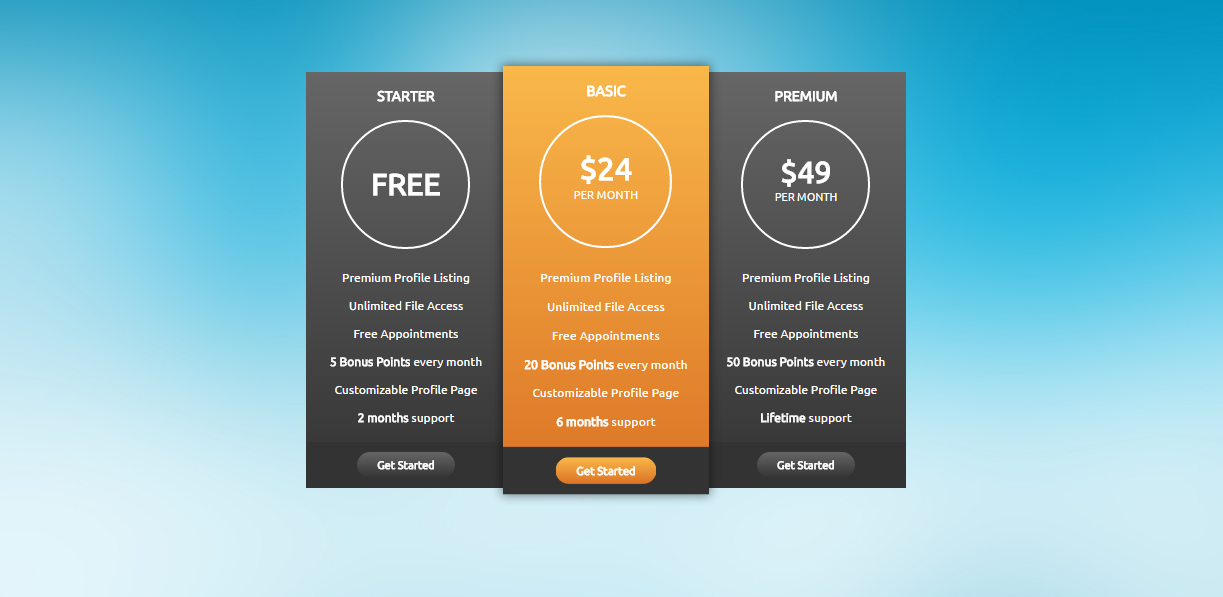 STARTER
FREE
Premium Profile Listing
Unlimited File Access
Free Appointments
5 Bonus Points every month
Customizable Profile Page
2 months support
Get Started
BASIC
$24
PER MONTH
Premium Profile Listing
Unlimited File Access
Free Appointments
20 Bonus Points every month
Customizable Profile Page
6 months support
Get Started
PREMIUM
$49
PER MONTH
Premium Profile Listing
Unlimited File Access
Free Appointments
50 Bonus Points every month
Customizable Profile Page
Lifetime support
Get Started